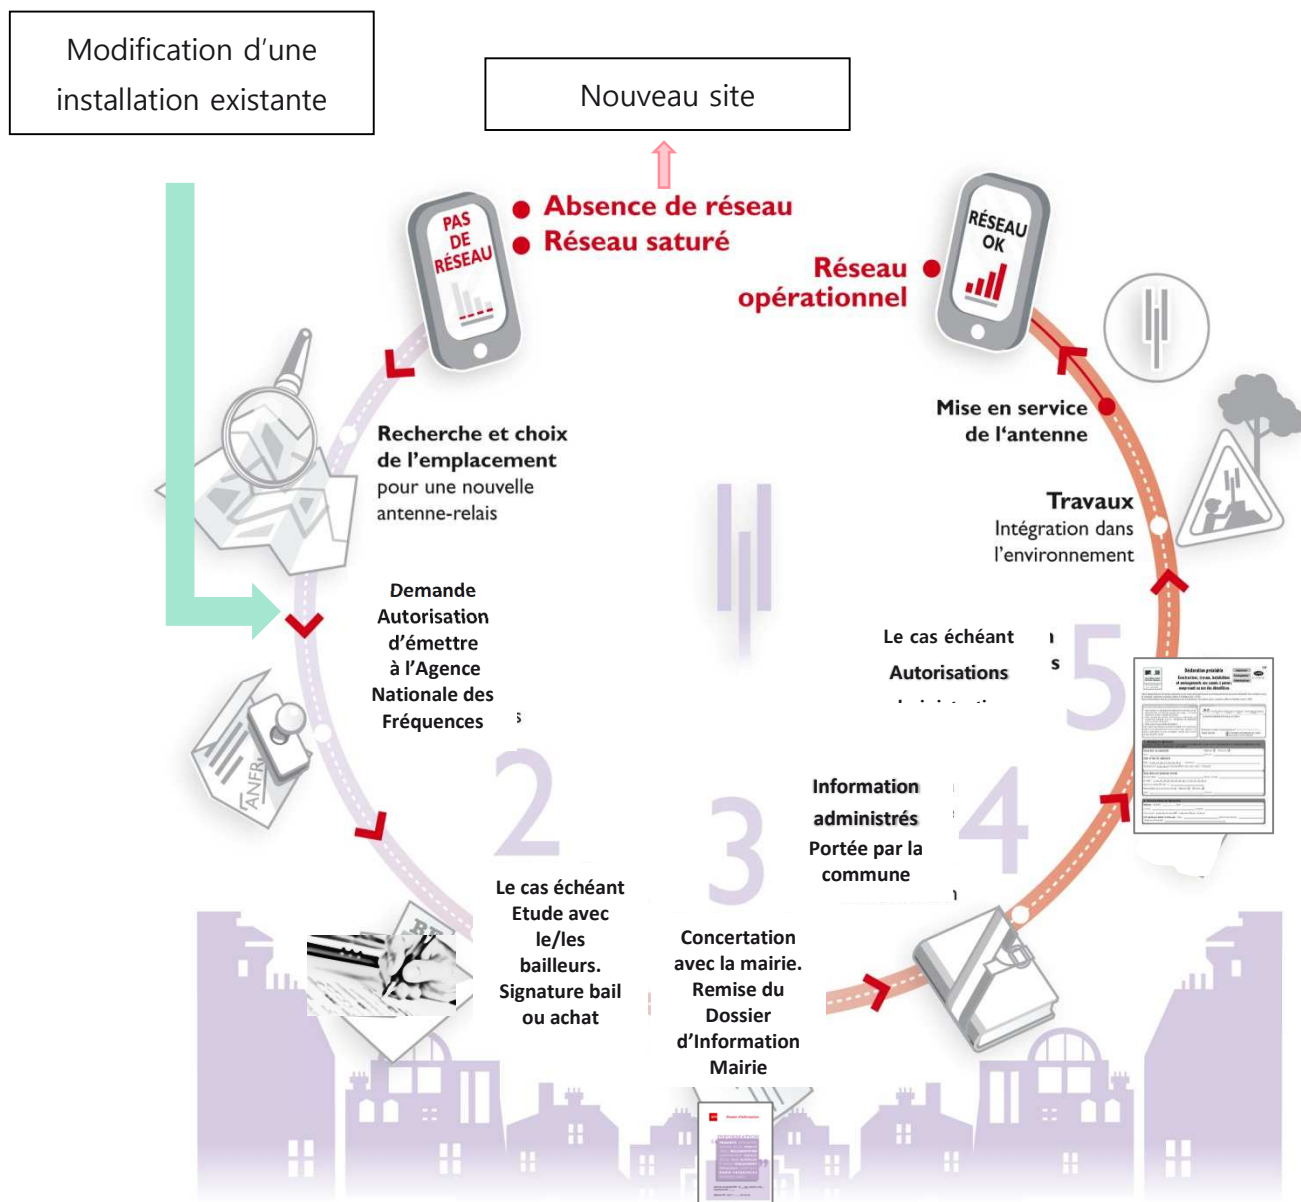 Modification d'une
installation existante
Nouveau site
PAS
DE
RÉSEAU
Absence de réseau
Réseau saturé
RÉSEAU
OK
Réseau
opérationnel
Recherche et choix
de l'emplacement
pour une nouvelle
antenne-relais
Mise en service
de l'antenne
Travaux
Intégration dans
l'environnement
Demande
Autorisation
d'émettre
à l'Agence
Nationale des
Fréquences
s
ANFR
Le cas échéant
Autorisations
n
s
5
Déclaration préalable
2
3
4
Information
administrés
Portée par la
commune
n
Le cas échéant
Etude avec
le/les
bailleurs.
Signature bail
ou achat
Concertation
avec la mairie.
Remise du
Dossier
d'Information
Mairie